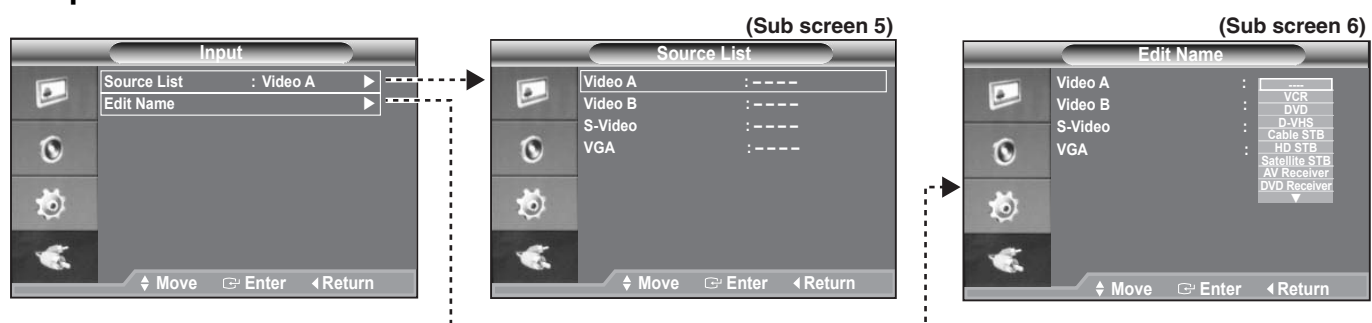 (Sub screen 5)
(Sub screen 6)
Input
Source List : Video A ▶
Edit Name ▶
Move Enter Return
Source List
Video A : – – – –
Video B : – – – –
S-Video : – – – –
VGA : – – – –
Move Enter Return
Edit Name
Video A :
Video B :
S-Video :
VGA :
----
VCR
DVD
D-VHS
Cable STB
HD STB
Satellite STB
AV Receiver
DVD Receiver
▼
Move Enter Return